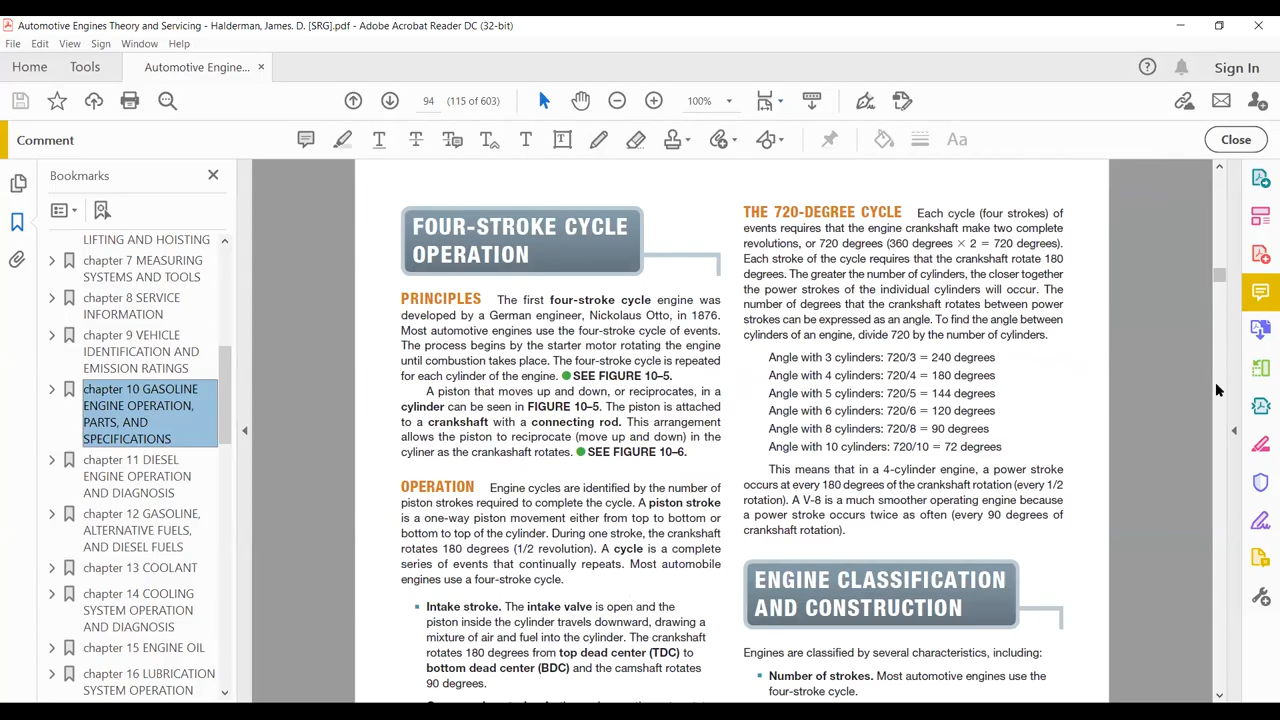 Automotive Engines Theory and Servicing - Halderman, James. D. [SRG].pdf - Adobe Acrobat Reader DC (32-bit)
File Edit View Sign Window Help
Home Tools Automotive Engine... × Sign In
94 (115 of 603) 100%
Comment Close
Bookmarks
LIFTING AND HOISTING
chapter 7 MEASURING
SYSTEMS AND TOOLS
chapter 8 SERVICE
INFORMATION
chapter 9 VEHICLE
IDENTIFICATION AND
EMISSION RATINGS
chapter 10 GASOLINE
ENGINE OPERATION,
PARTS, AND
SPECIFICATIONS
chapter 11 DIESEL
ENGINE OPERATION
AND DIAGNOSIS
chapter 12 GASOLINE,
ALTERNATIVE FUELS,
AND DIESEL FUELS
chapter 13 COOLANT
chapter 14 COOLING
SYSTEM OPERATION
AND DIAGNOSIS
chapter 15 ENGINE OIL
chapter 16 LUBRICATION
SYSTEM OPERATION
FOUR-STROKE CYCLE
OPERATION
PRINCIPLES The first four-stroke cycle engine was
developed by a German engineer, Nickolaus Otto, in 1876.
Most automotive engines use the four-stroke cycle of events.
The process begins by the starter motor rotating the engine
until combustion takes place. The four-stroke cycle is repeated
for each cylinder of the engine. ● SEE FIGURE 10–5.
A piston that moves up and down, or reciprocates, in a
cylinder can be seen in FIGURE 10–5. The piston is attached
to a crankshaft with a connecting rod. This arrangement
allows the piston to reciprocate (move up and down) in the
cyliner as the crankashaft rotates. ● SEE FIGURE 10–6.
OPERATION Engine cycles are identified by the number of
piston strokes required to complete the cycle. A piston stroke
is a one-way piston movement either from top to bottom or
bottom to top of the cylinder. During one stroke, the crankshaft
rotates 180 degrees (1/2 revolution). A cycle is a complete
series of events that continually repeats. Most automobile
engines use a four-stroke cycle.
▪ Intake stroke. The intake valve is open and the
piston inside the cylinder travels downward, drawing a
mixture of air and fuel into the cylinder. The crankshaft
rotates 180 degrees from top dead center (TDC) to
bottom dead center (BDC) and the camshaft rotates
90 degrees.
THE 720-DEGREE CYCLE Each cycle (four strokes) of
events requires that the engine crankshaft make two complete
revolutions, or 720 degrees (360 degrees × 2 = 720 degrees).
Each stroke of the cycle requires that the crankshaft rotate 180
degrees. The greater the number of cylinders, the closer together
the power strokes of the individual cylinders will occur. The
number of degrees that the crankshaft rotates between power
strokes can be expressed as an angle. To find the angle between
cylinders of an engine, divide 720 by the number of cylinders.
Angle with 3 cylinders: 720/3 = 240 degrees
Angle with 4 cylinders: 720/4 = 180 degrees
Angle with 5 cylinders: 720/5 = 144 degrees
Angle with 6 cylinders: 720/6 = 120 degrees
Angle with 8 cylinders: 720/8 = 90 degrees
Angle with 10 cylinders: 720/10 = 72 degrees
This means that in a 4-cylinder engine, a power stroke
occurs at every 180 degrees of the crankshaft rotation (every 1/2
rotation). A V-8 is a much smoother operating engine because
a power stroke occurs twice as often (every 90 degrees of
crankshaft rotation).
ENGINE CLASSIFICATION
AND CONSTRUCTION
Engines are classified by several characteristics, including:
▪ Number of strokes. Most automotive engines use the
four-stroke cycle.